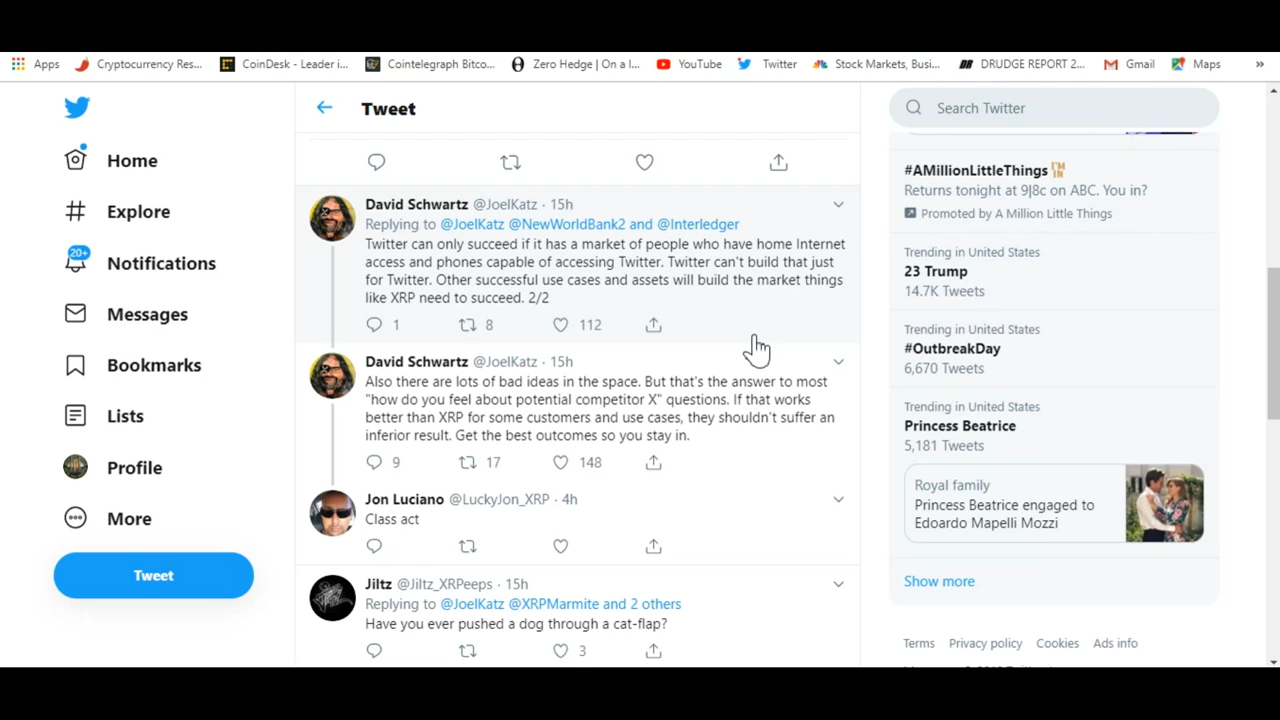 Apps
Cryptocurrency Res...
CoinDesk - Leader i...
Cointelegraph Bitco...
Zero Hedge | On a l...
YouTube
Twitter
Stock Markets, Busi...
DRUDGE REPORT 2...
Gmail
Maps
»
Home
Explore
20+
Notifications
Messages
Bookmarks
Lists
Profile
More
Tweet
Tweet
David Schwartz @JoelKatz · 15h
Replying to @JoelKatz @NewWorldBank2 and @Interledger
Twitter can only succeed if it has a market of people who have home Internet
access and phones capable of accessing Twitter. Twitter can't build that just
for Twitter. Other successful use cases and assets will build the market things
like XRP need to succeed. 2/2
1 8 112
David Schwartz @JoelKatz · 15h
Also there are lots of bad ideas in the space. But that's the answer to most
"how do you feel about potential competitor X" questions. If that works
better than XRP for some customers and use cases, they shouldn't suffer an
inferior result. Get the best outcomes so you stay in.
9 17 148
Jon Luciano @LuckyJon_XRP · 4h
Class act
Jiltz @Jiltz_XRPeeps · 15h
Replying to @JoelKatz @XRPMarmite and 2 others
Have you ever pushed a dog through a cat-flap?
3
Search Twitter
#AMillionLittleThings
Returns tonight at 9|8c on ABC. You in?
Promoted by A Million Little Things
Trending in United States
23 Trump
14.7K Tweets
Trending in United States
#OutbreakDay
6,670 Tweets
Trending in United States
Princess Beatrice
5,181 Tweets
Royal family
Princess Beatrice engaged to
Edoardo Mapelli Mozzi
Show more
Terms Privacy policy Cookies Ads info